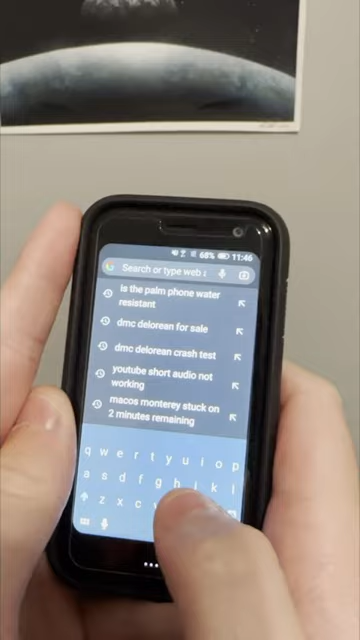 68% 11:46
Search or type web a
is the palm phone water
resistant
dmc delorean for sale
dmc delorean crash test
youtube short audio not
working
macos monterey stuck on
2 minutes remaining
q w e r t y u i o p
a s d f g h j k l
z x c